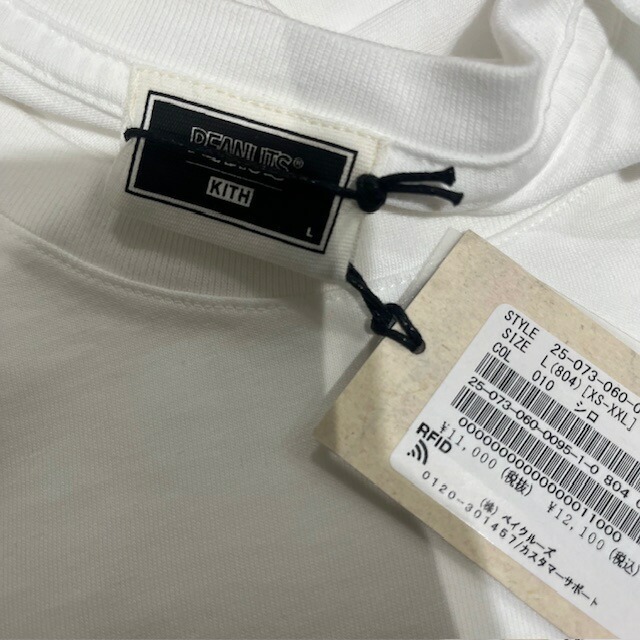 PEANUTS®
KITH
L
STYLE 25-073-060-
SIZE L(804)[XS-XXL]
COL 010 シロ
25-073-060-0095-1-0 804
000000000000000011000
¥11,000(税抜) ¥12,100(税込)
RFID
(株)ベイクルーズ
0120-301457/カスタマーサポート